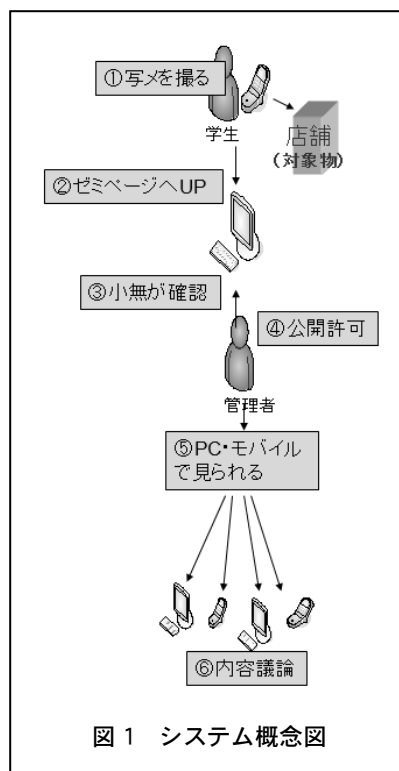 ①写メを撮る
学生
店舗
(対象物)
②ゼミページへUP
③小無が確認
④公開許可
管理者
⑤PC・モバイル
で見られる
⑥内容議論
図1 システム概念図